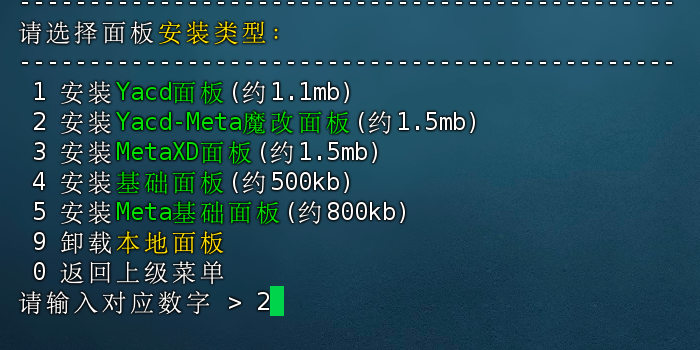 -----------------------------------------------
请选择面板安装类型：
-----------------------------------------------
1 安装Yacd面板(约1.1mb)
2 安装Yacd-Meta魔改面板(约1.5mb)
3 安装MetaXD面板(约1.5mb)
4 安装基础面板(约500kb)
5 安装Meta基础面板(约800kb)
9 卸载本地面板
0 返回上级菜单
请输入对应数字 > 2